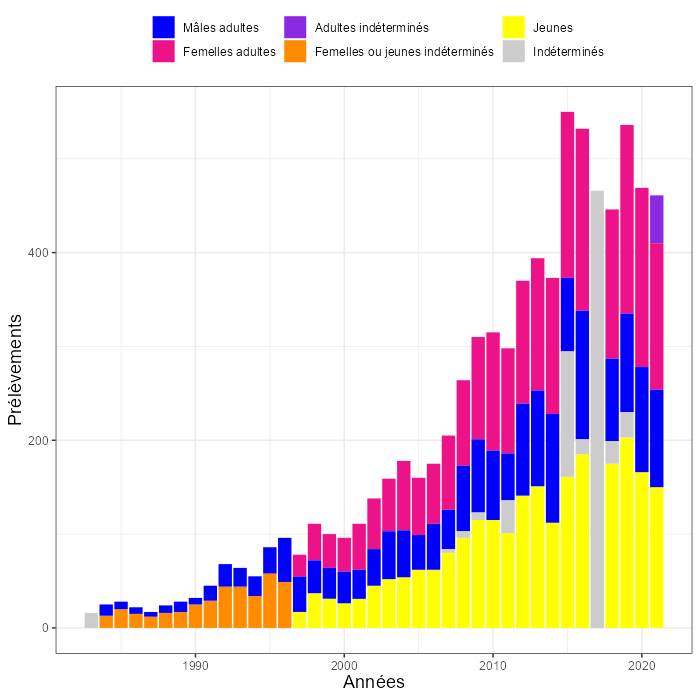 Mâles adultes Adultes indéterminés Jeunes
Femelles adultes Femelles ou jeunes indéterminés Indéterminés
Prélèvements
400
200
0
1990 2000 2010 2020
Années